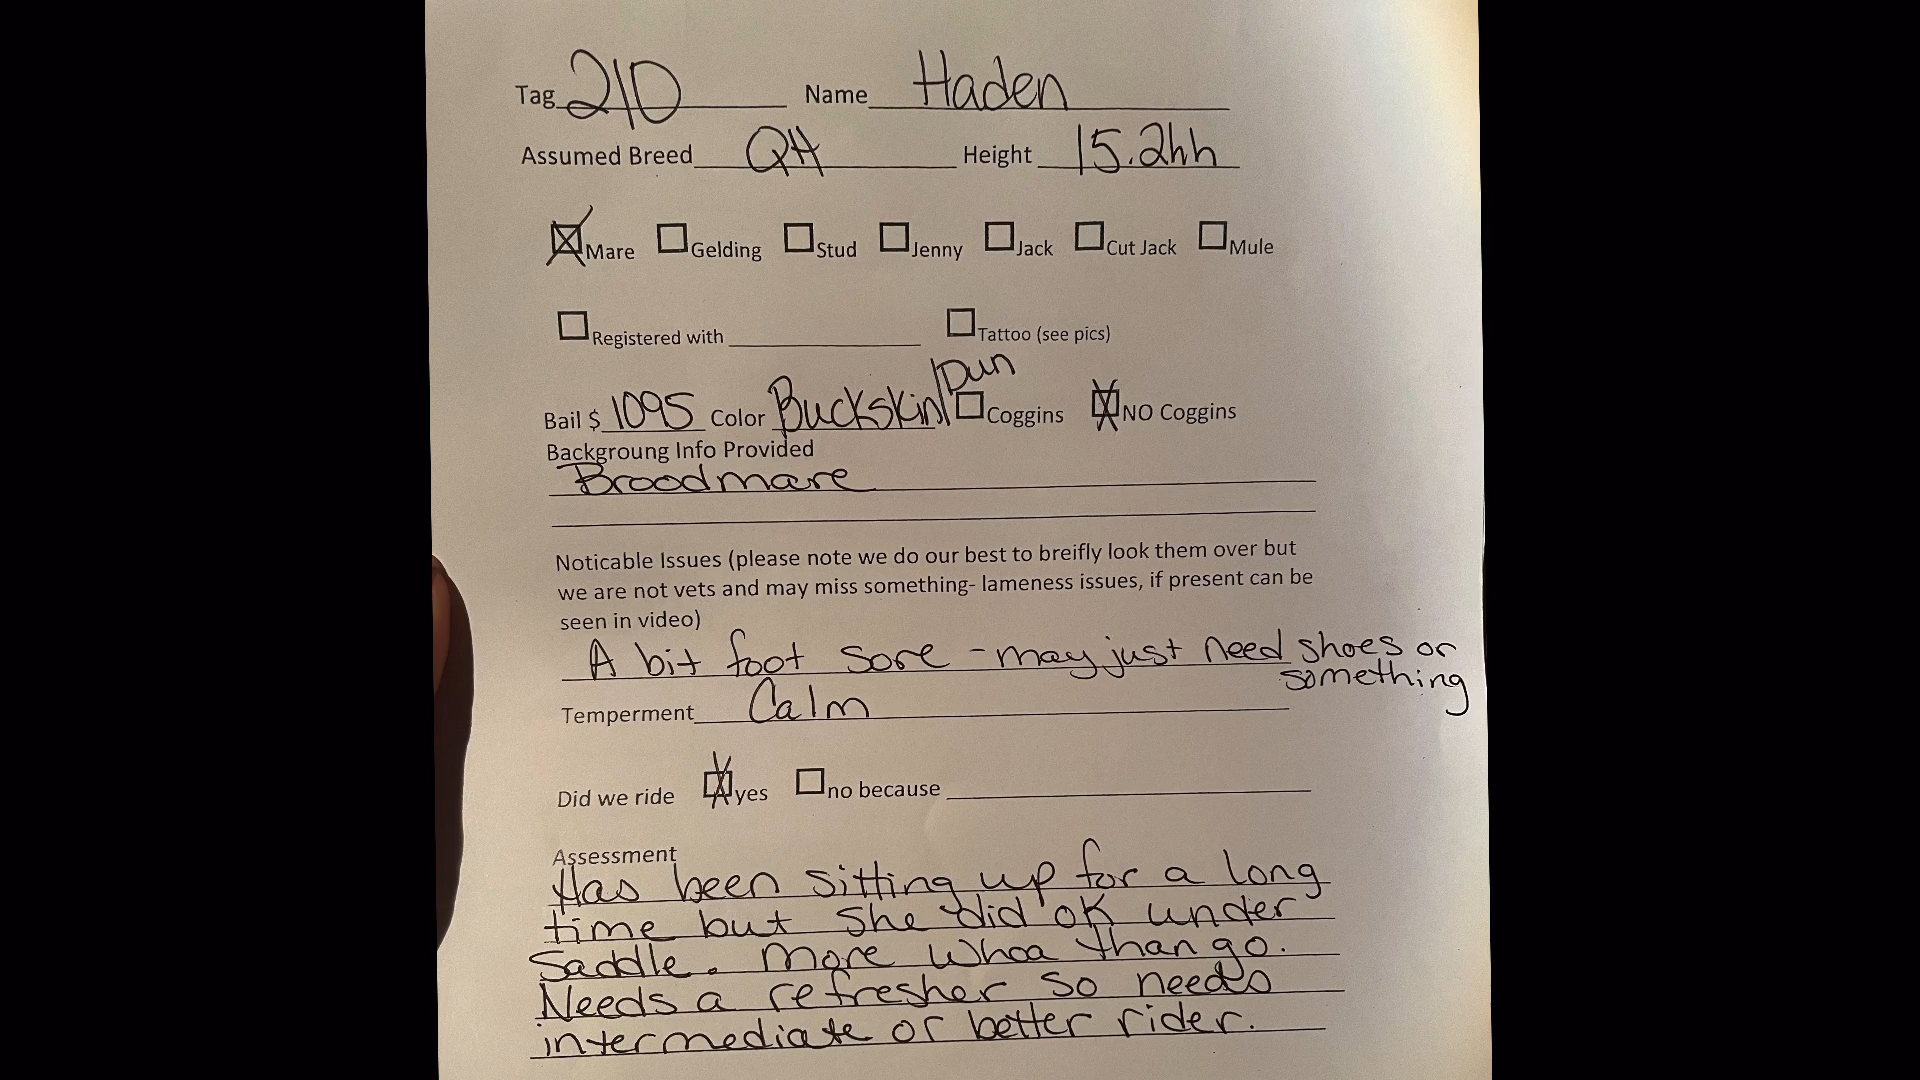 Tag 210 Name Haden
Assumed Breed QH Height 15.2hh
Mare Gelding Stud Jenny Jack Cut Jack Mule
Registered with Tattoo (see pics)
Bail $ 1095 Color Buckskin/Dun Coggins NO Coggins
Backgroung Info Provided
Broodmare
Noticable Issues (please note we do our best to breifly look them over but
we are not vets and may miss something- lameness issues, if present can be
seen in video)
A bit foot sore - may just need shoes or
something
Temperment Calm
Did we ride yes no because
Assessment
Has been sitting up for a long
time but she did ok under
saddle. More whoa than go.
Needs a refresher so needs
intermediate or better rider.